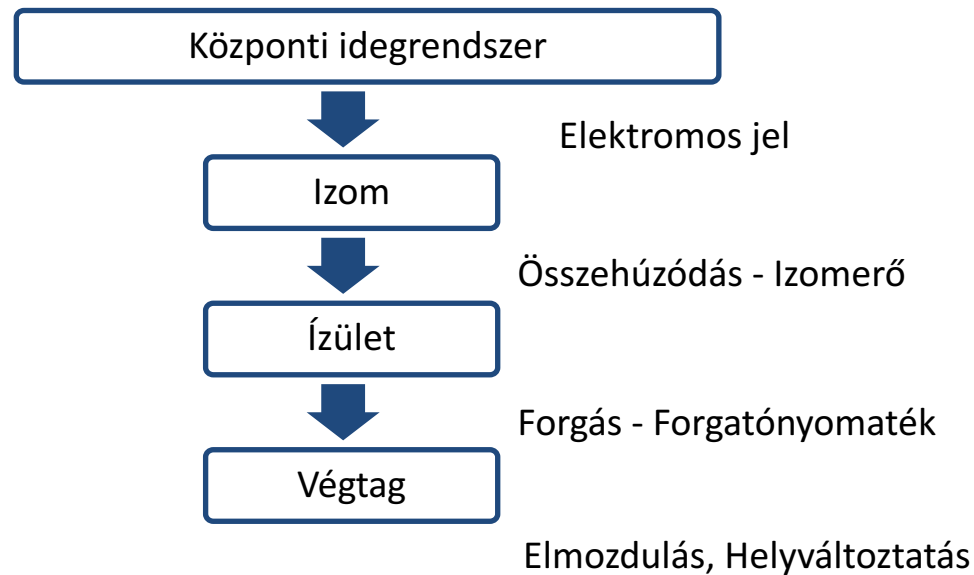 Központi idegrendszer
Elektromos jel
Izom
Összehúzódás - Izomerő
Ízület
Forgás - Forgatónyomaték
Végtag
Elmozdulás, Helyváltoztatás